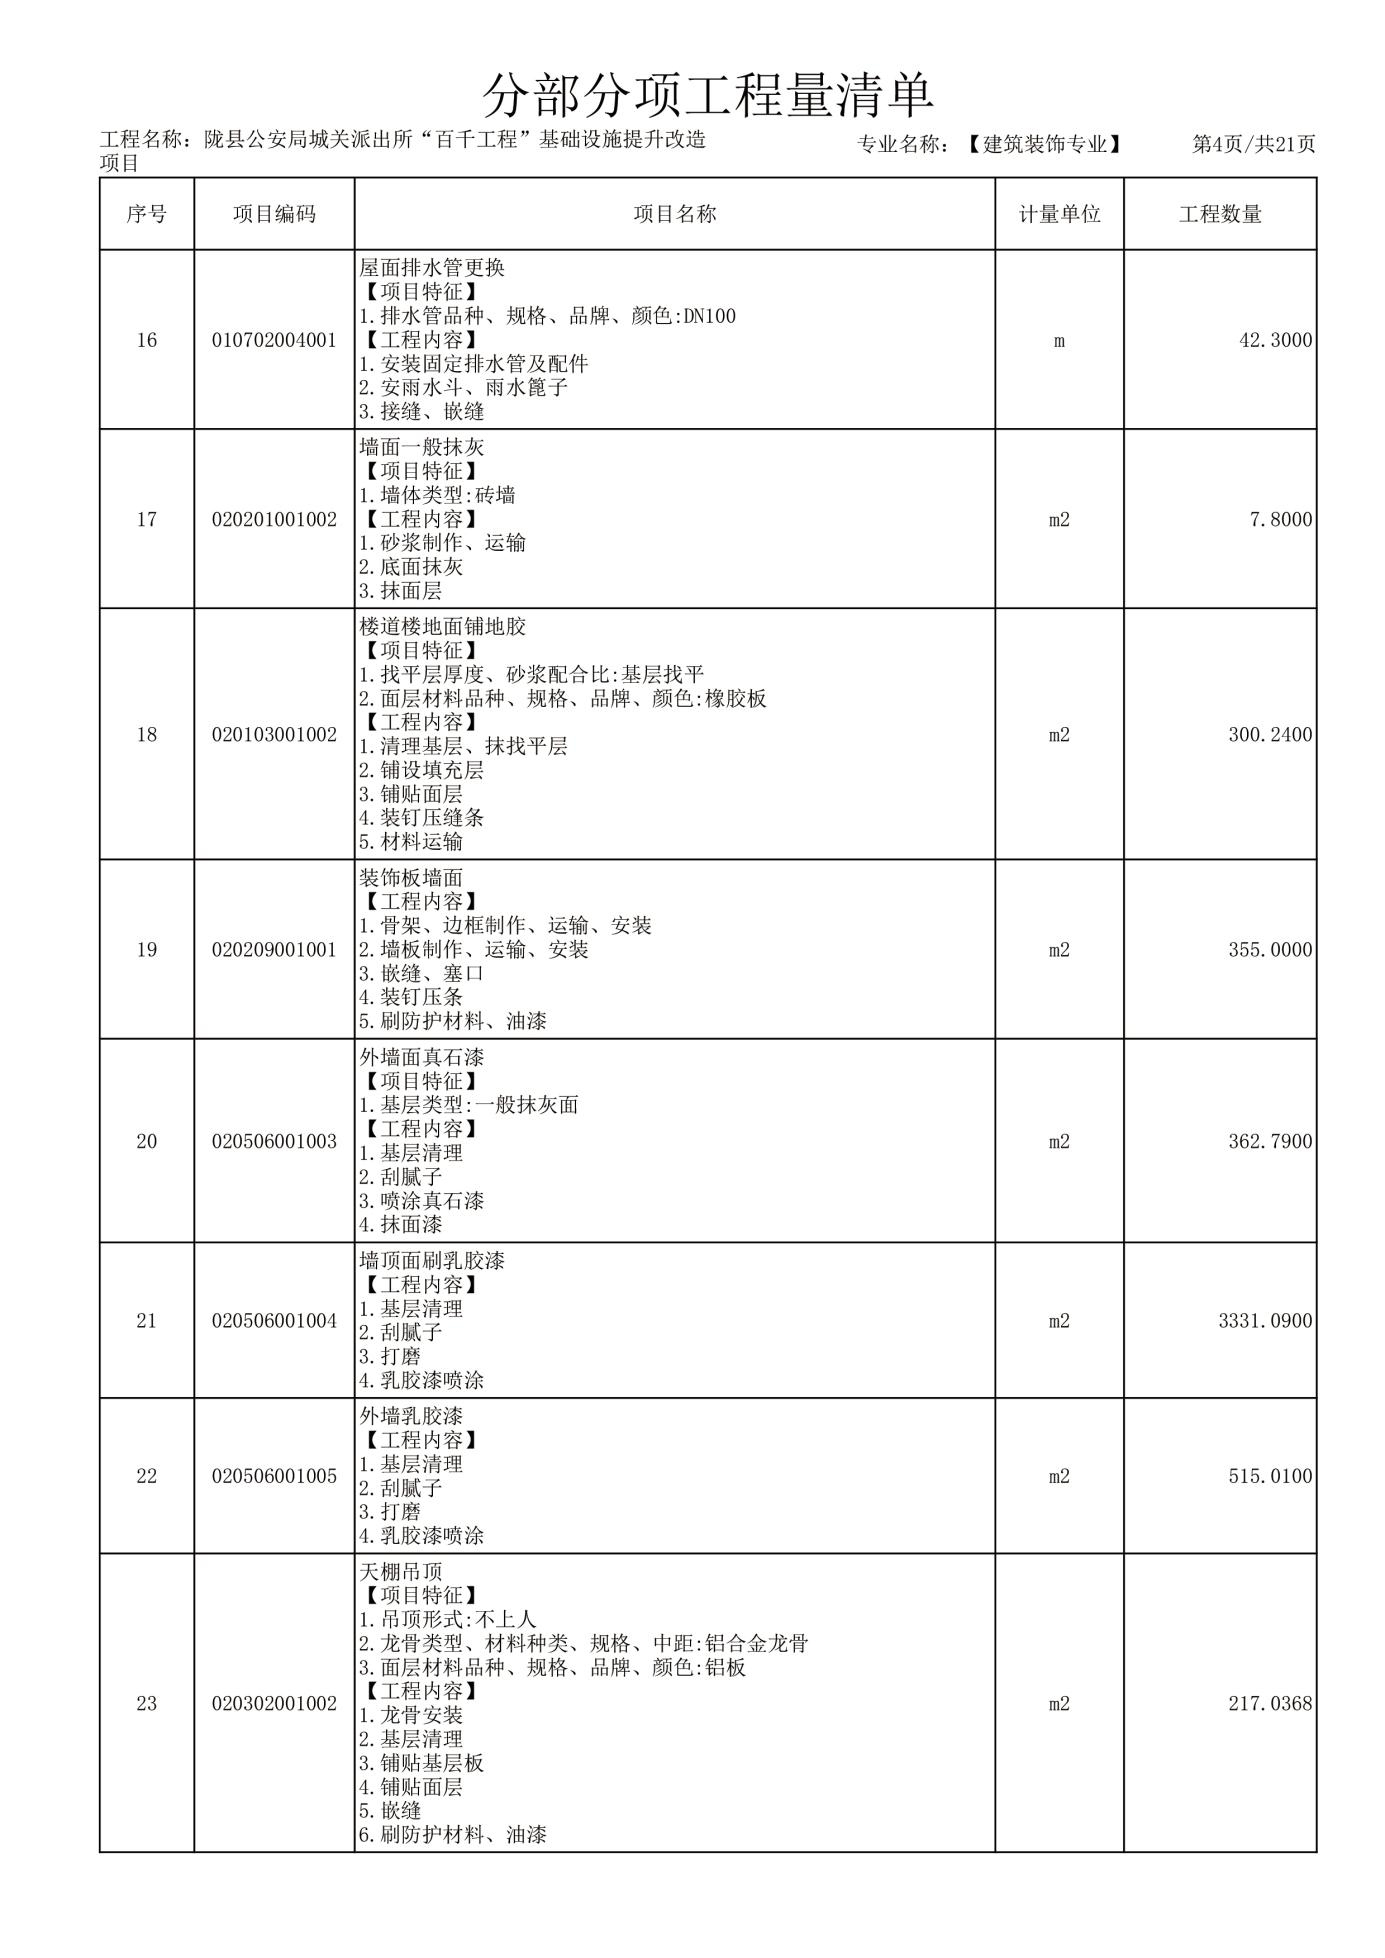 分部分项工程量清单
工程名称：陇县公安局城关派出所“百千工程”基础设施提升改造
项目
专业名称：【建筑装饰专业】
第4页/共21页
序号 项目编码 项目名称 计量单位 工程数量
屋面排水管更换
【项目特征】
1.排水管品种、规格、品牌、颜色:DN100
16 010702004001 【工程内容】 m 42.3000
1.安装固定排水管及配件
2.安雨水斗、雨水篦子
3.接缝、嵌缝
墙面一般抹灰
【项目特征】
1.墙体类型:砖墙
17 020201001002 【工程内容】 m2 7.8000
1.砂浆制作、运输
2.底面抹灰
3.抹面层
楼道楼地面铺地胶
【项目特征】
1.找平层厚度、砂浆配合比:基层找平
2.面层材料品种、规格、品牌、颜色:橡胶板
【工程内容】
18 020103001002 m2 300.2400
1.清理基层、抹找平层
2.铺设填充层
3.铺贴面层
4.装钉压缝条
5.材料运输
装饰板墙面
【工程内容】
1.骨架、边框制作、运输、安装
19 020209001001 2.墙板制作、运输、安装 m2 355.0000
3.嵌缝、塞口
4.装钉压条
5.刷防护材料、油漆
外墙面真石漆
【项目特征】
1.基层类型:一般抹灰面
【工程内容】
20 020506001003 m2 362.7900
1.基层清理
2.刮腻子
3.喷涂真石漆
4.抹面漆
墙顶面刷乳胶漆
【工程内容】
1.基层清理
21 020506001004 m2 3331.0900
2.刮腻子
3.打磨
4.乳胶漆喷涂
外墙乳胶漆
【工程内容】
1.基层清理
22 020506001005 m2 515.0100
2.刮腻子
3.打磨
4.乳胶漆喷涂
天棚吊顶
【项目特征】
1.吊顶形式:不上人
2.龙骨类型、材料种类、规格、中距:铝合金龙骨
3.面层材料品种、规格、品牌、颜色:铝板
【工程内容】
23 020302001002 m2 217.0368
1.龙骨安装
2.基层清理
3.铺贴基层板
4.铺贴面层
5.嵌缝
6.刷防护材料、油漆